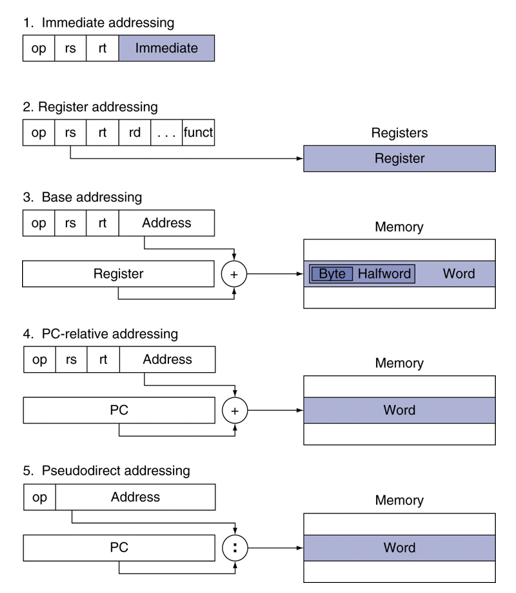 1. Immediate addressing
op rs rt Immediate
2. Register addressing
op rs rt rd . . . funct
Registers
Register
3. Base addressing
op rs rt Address
Memory
Register
+
Byte Halfword Word
4. PC-relative addressing
op rs rt Address
Memory
PC
+
Word
5. Pseudodirect addressing
op Address
Memory
PC
:
Word